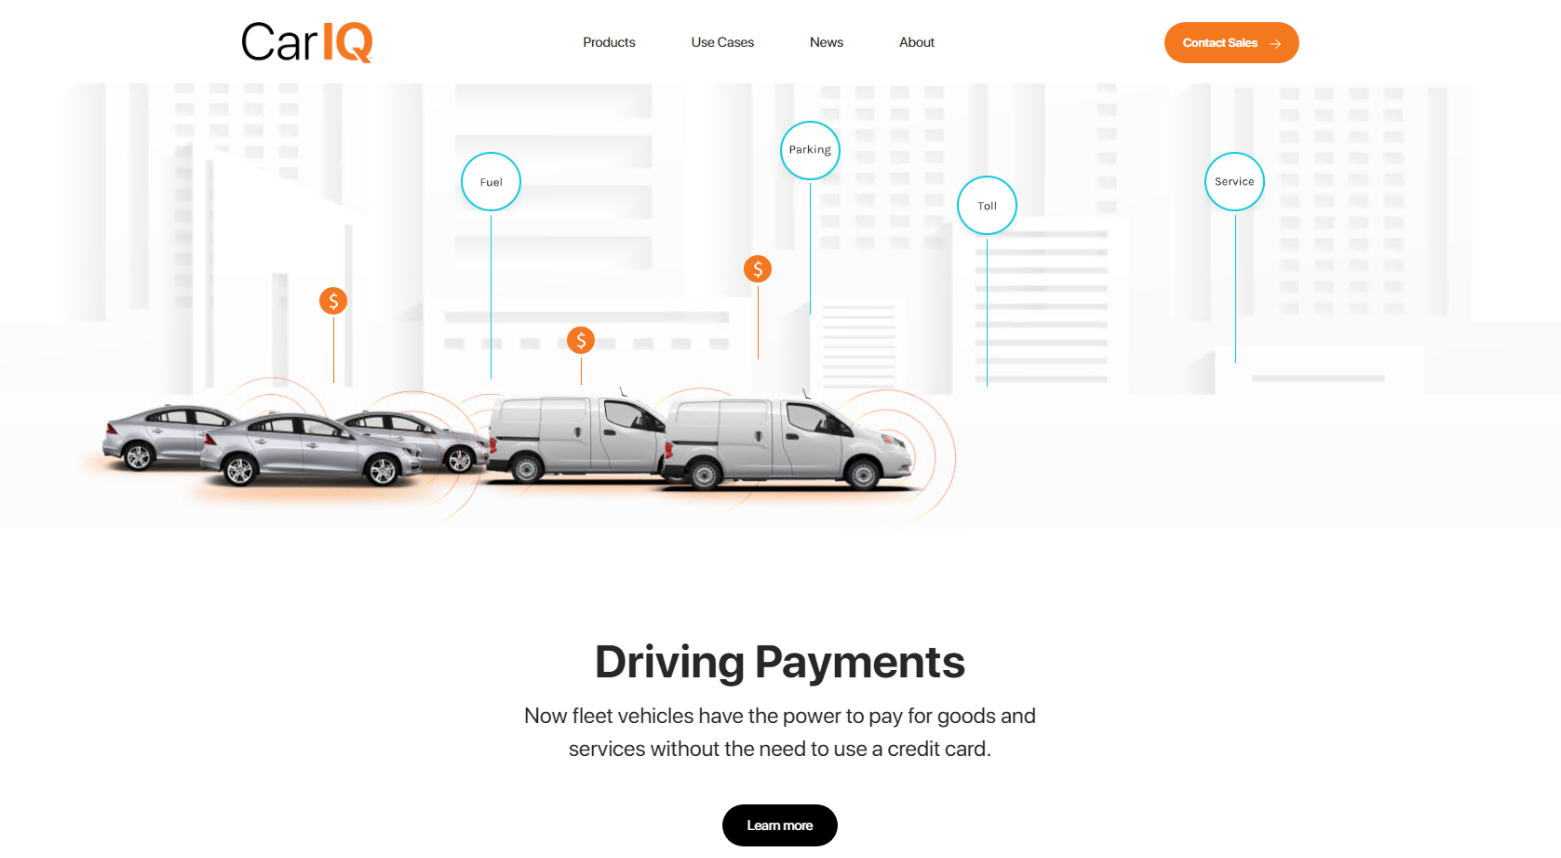 CarIQ
Products
Use Cases
News
About
Contact Sales
Parking
Fuel
Service
Toll
$
$
$
Driving Payments
Now fleet vehicles have the power to pay for goods and
services without the need to use a credit card.
Learn more